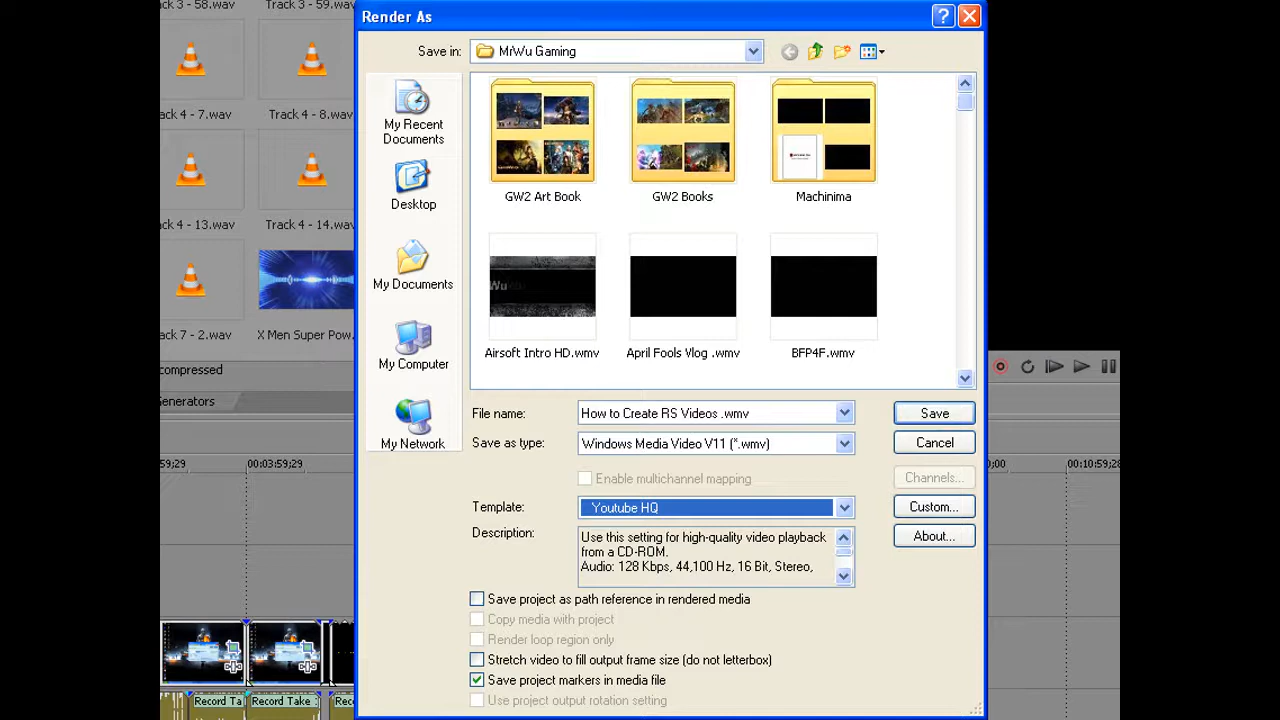 Track 3 - 58.wav
Track 3 - 59.wav
Track 4 - 7.wav
Track 4 - 8.wav
Track 4 - 13.wav
Track 4 - 14.wav
ack 7 - 2.wav
X Men Super Pow...
compressed
Generators
59;29
00:03:59;29
00
00:10:59;28
Record Ta
Record Take
Reco
Render As
Save in:
MrWu Gaming
My Recent
Documents
Desktop
My Documents
My Computer
My Network
GW2 Art Book
GW2 Books
Machinima
Wu
Airsoft Intro HD.wmv
April Fools Vlog .wmv
BFP4F.wmv
File name:
How to Create RS Videos .wmv
Save
Save as type:
Windows Media Video V11 (*.wmv)
Cancel
Enable multichannel mapping
Channels...
Template:
Youtube HQ
Custom...
Description:
Use this setting for high-quality video playback
from a CD-ROM.
Audio: 128 Kbps, 44,100 Hz, 16 Bit, Stereo,
About...
Save project as path reference in rendered media
Copy media with project
Render loop region only
Stretch video to fill output frame size (do not letterbox)
Save project markers in media file
Use project output rotation setting